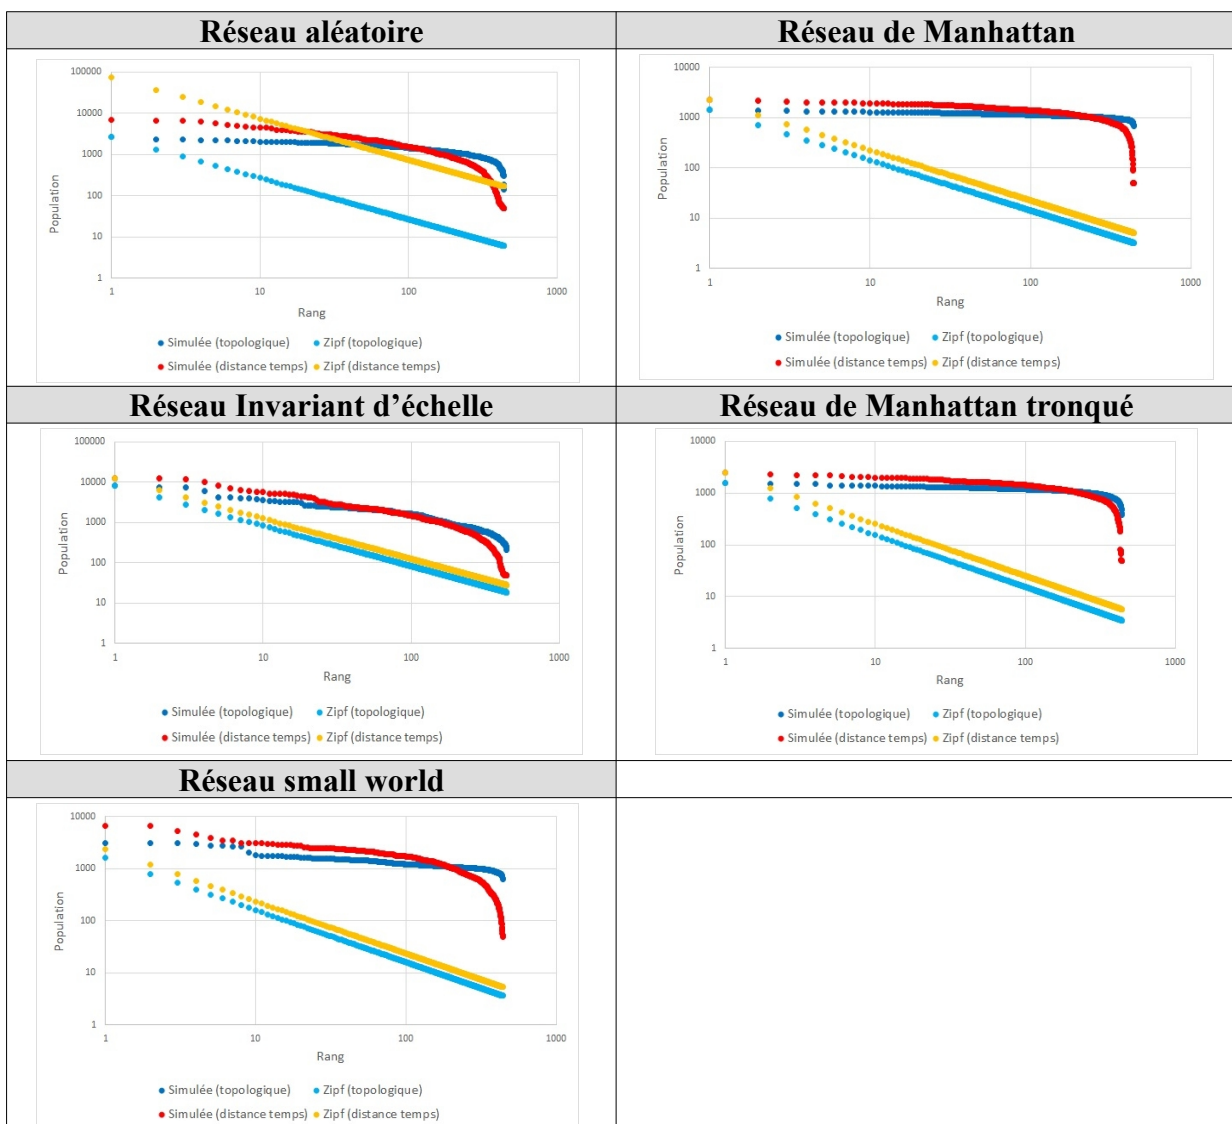 Réseau aléatoire
Réseau de Manhattan
100000
10000
1000
100
10
1
Population
1 10 100 1000
Rang
Simulée (topologique) Zipf (topologique)
Simulée (distance temps) Zipf (distance temps)
10000
1000
100
10
1
Population
1 10 100 1000
Rang
Simulée (topologique) Zipf (topologique)
Simulée (distance temps) Zipf (distance temps)
Réseau Invariant d’échelle
Réseau de Manhattan tronqué
100000
10000
1000
100
10
1
Population
1 10 100 1000
Rang
Simulée (topologique) Zipf (topologique)
Simulée (distance temps) Zipf (distance temps)
10000
1000
100
10
1
Population
1 10 100 1000
Rang
Simulée (topologique) Zipf (topologique)
Simulée (distance temps) Zipf (distance temps)
Réseau small world
10000
1000
100
10
1
Population
1 10 100 1000
Rang
Simulée (topologique) Zipf (topologique)
Simulée (distance temps) Zipf (distance temps)